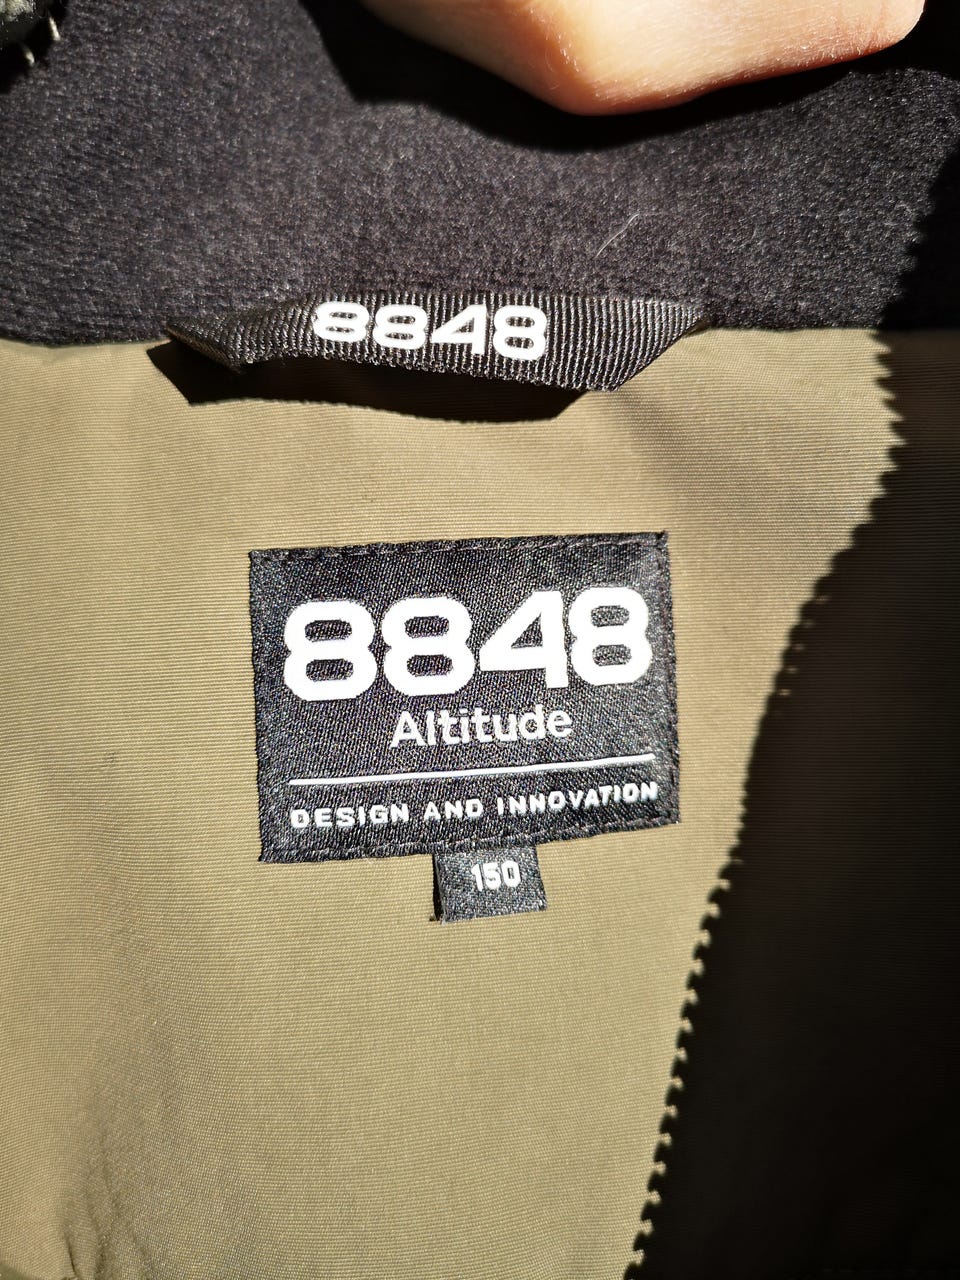 8848
8848
Altitude
DESIGN AND INNOVATION
150